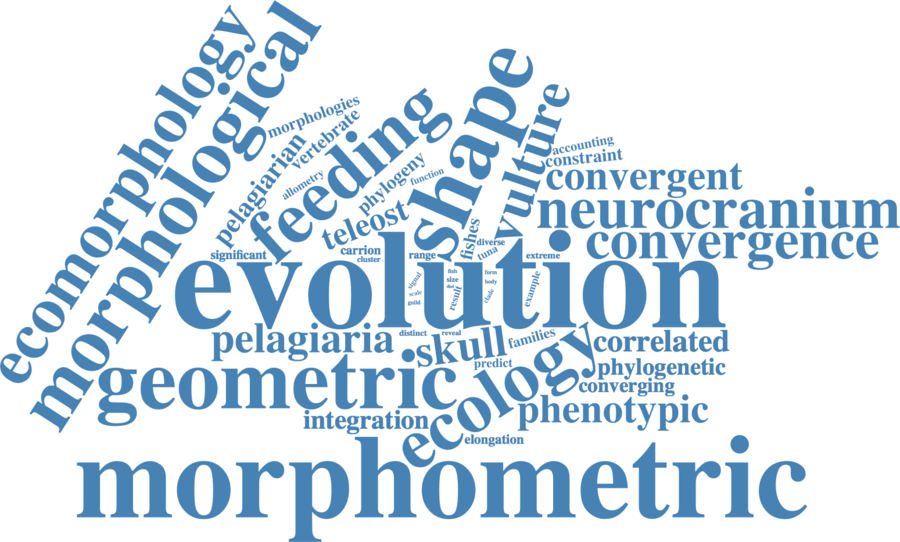 ecomorphology
morphological
morphologies
vertebrate
pelagiarian
allometry
feeding
phylogeny
function
teleost
shape
vulture
accounting
constraint
convergent
neurocranium
convergence
significant
carrion
cluster
range
fishes
diverse
tuna
extreme
evolution
signal
scale
guild
fish
size
diel
result
form
body
clade
example
pelagiaria
distinct
reveal
skull
families
predict
correlated
phylogenetic
converging
geometric
ecology
phenotypic
integration
elongation
morphometric